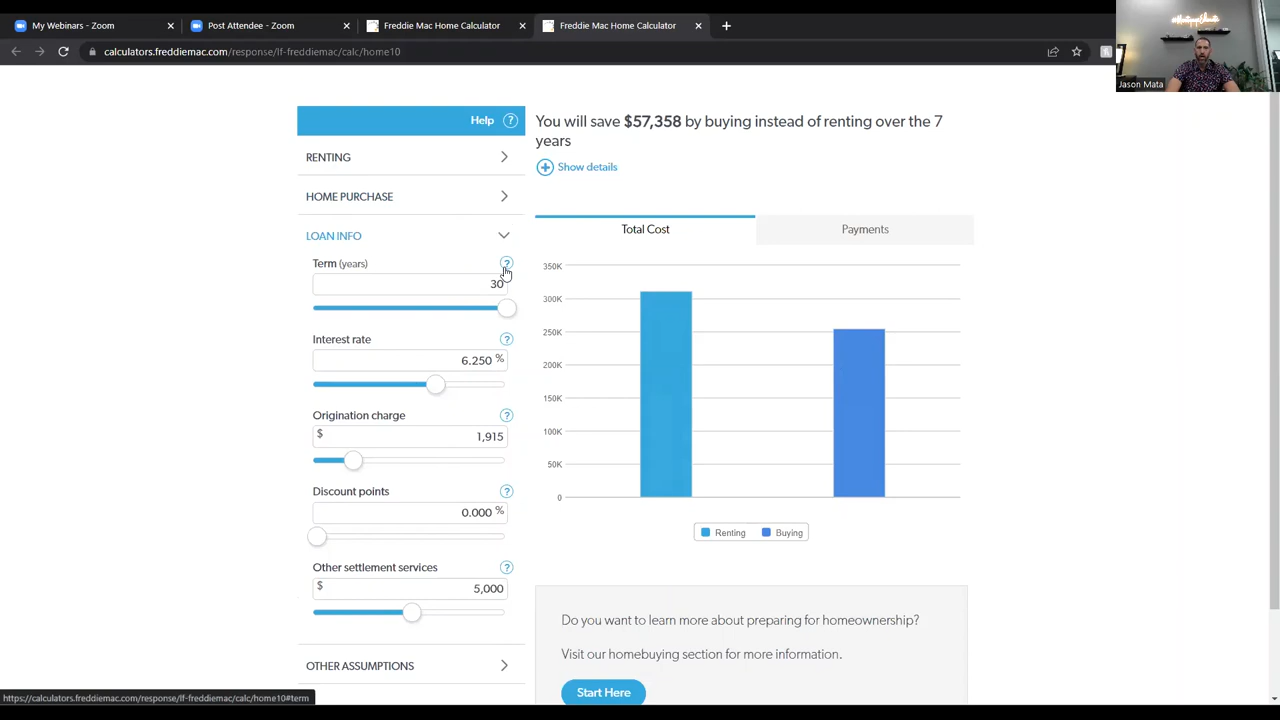 My Webinars - Zoom
Post Attendee - Zoom
Freddie Mac Home Calculator
Freddie Mac Home Calculator
calculators.freddiemac.com/response/lf-freddiemac/calc/home10
Jason Mata
Help ?
RENTING
HOME PURCHASE
LOAN INFO
Term (years) ?
30
Interest rate ?
6.250 %
Origination charge ?
$ 1,915
Discount points ?
0.000 %
Other settlement services ?
$ 5,000
OTHER ASSUMPTIONS
You will save $57,358 by buying instead of renting over the 7
years
Show details
Total Cost
Payments
350K
300K
250K
200K
150K
100K
50K
0
Renting
Buying
Do you want to learn more about preparing for homeownership?
Visit our homebuying section for more information.
Start Here
https://calculators.freddiemac.com/response/lf-freddiemac/calc/home10#term